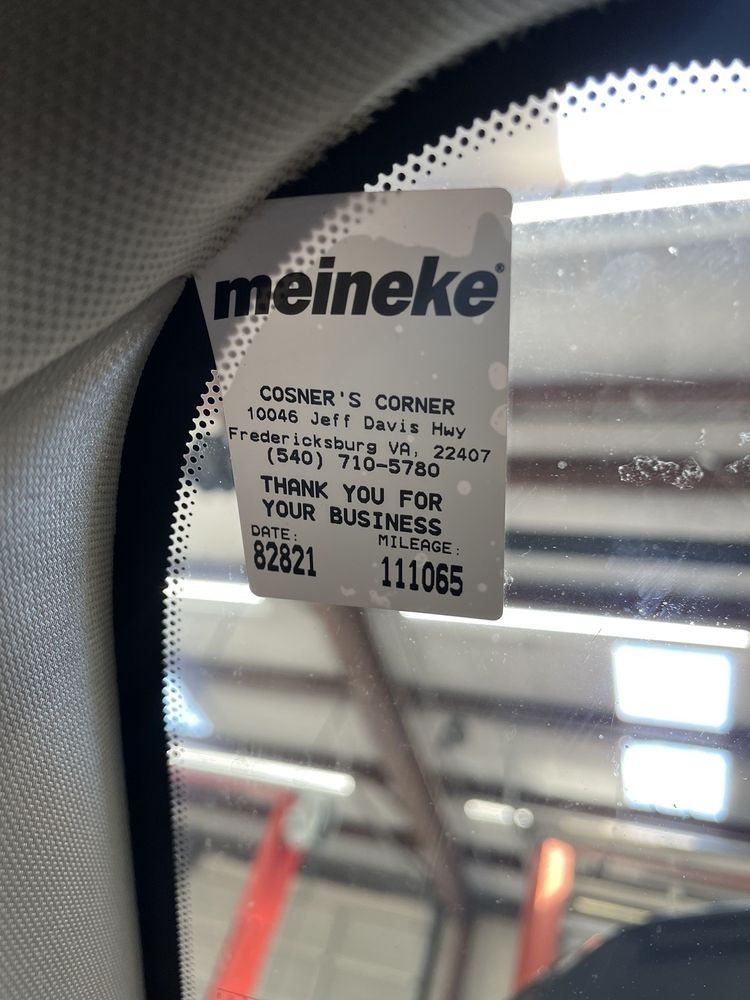 meineke®
COSNER'S CORNER
10046 Jeff Davis Hwy
Fredericksburg VA, 22407
(540) 710-5780
THANK YOU FOR
YOUR BUSINESS
DATE: MILEAGE:
82821 111065